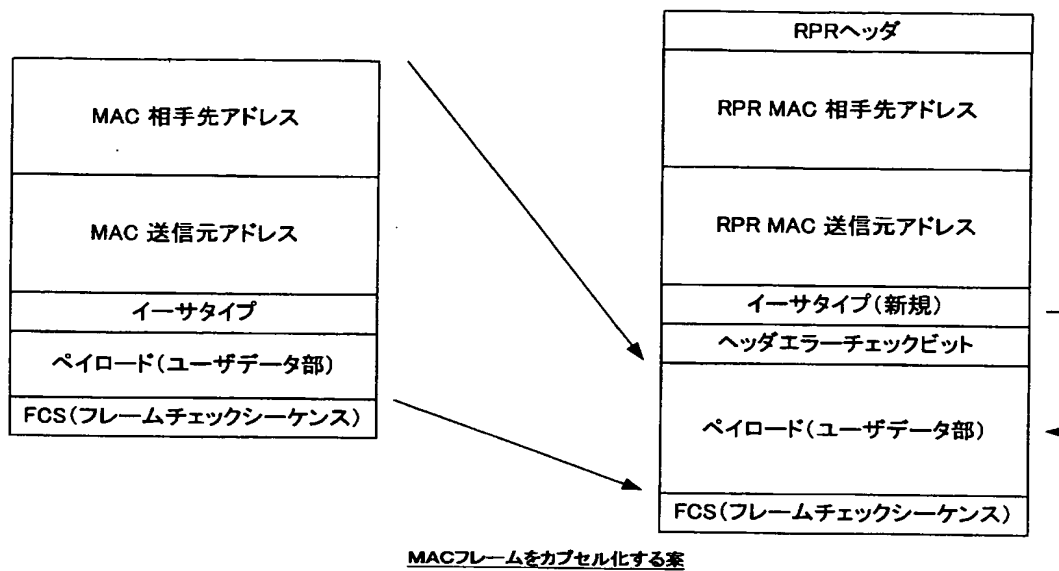 MAC 相手先アドレス
MAC 送信元アドレス
イーサタイプ
ペイロード(ユーザデータ部)
FCS(フレームチェックシーケンス)
RPRヘッダ
RPR MAC 相手先アドレス
RPR MAC 送信元アドレス
イーサタイプ(新規)
ヘッダエラーチェックビット
ペイロード(ユーザデータ部)
FCS(フレームチェックシーケンス)
MACフレームをカプセル化する案